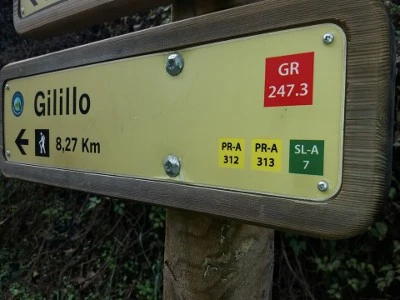 Gilillo
8,27 Km
GR
247.3
PR-A
312
PR-A
313
SL-A
7